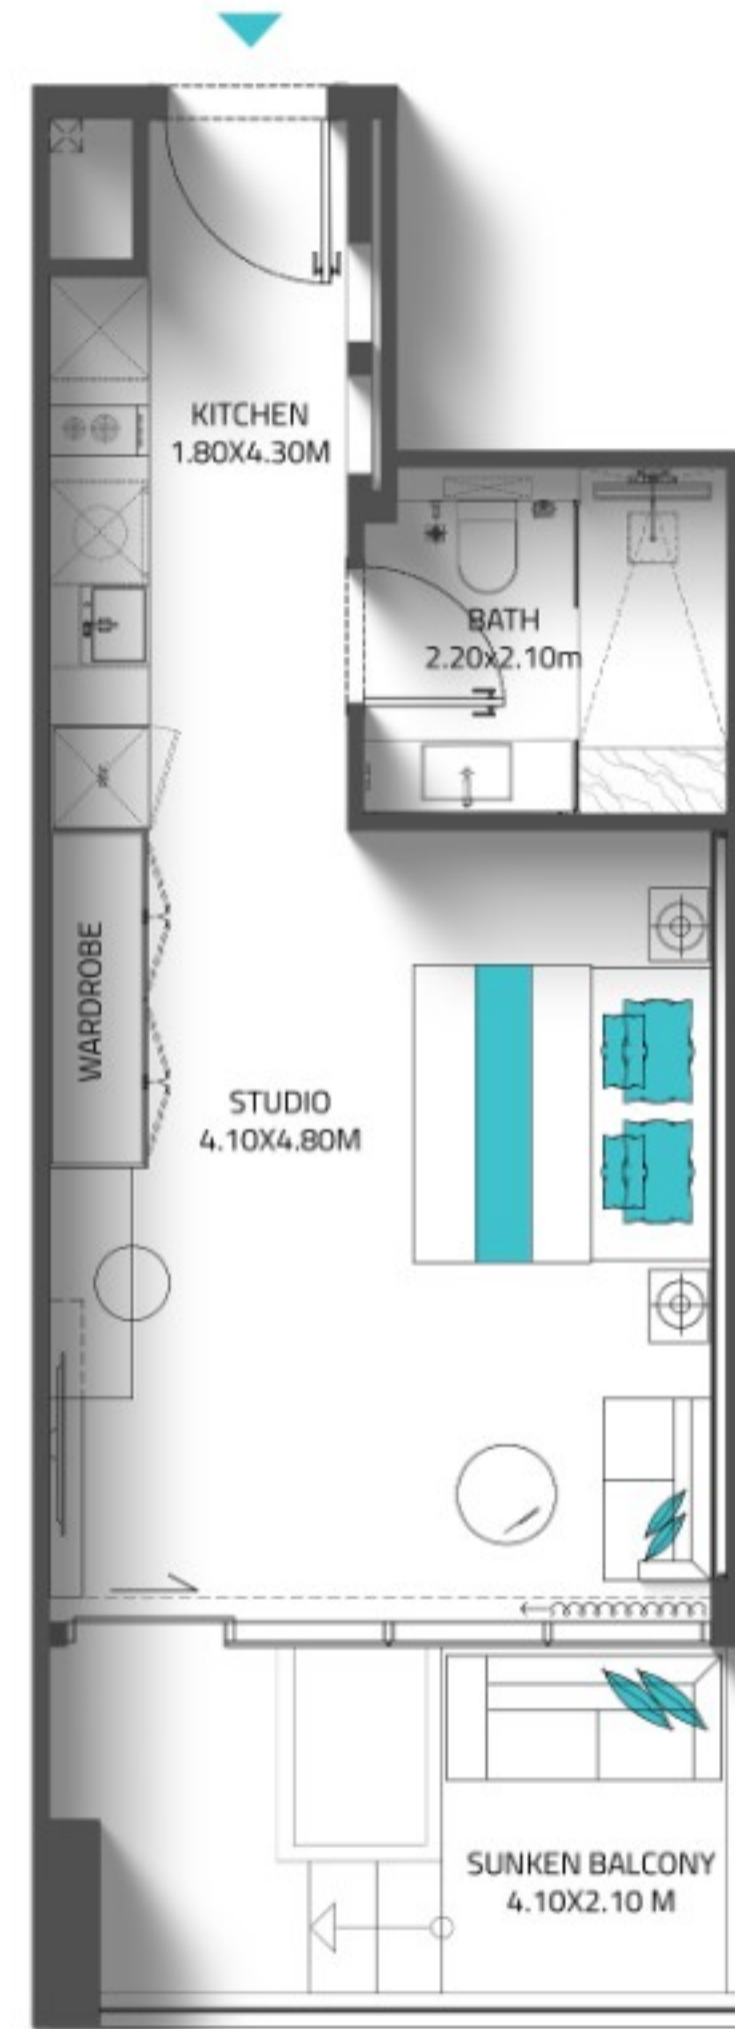 KITCHEN
1.80X4.30M
BATH
2.20x2.10m
WARDROBE
STUDIO
4.10X4.80M
SUNKEN BALCONY
4.10X2.10 M